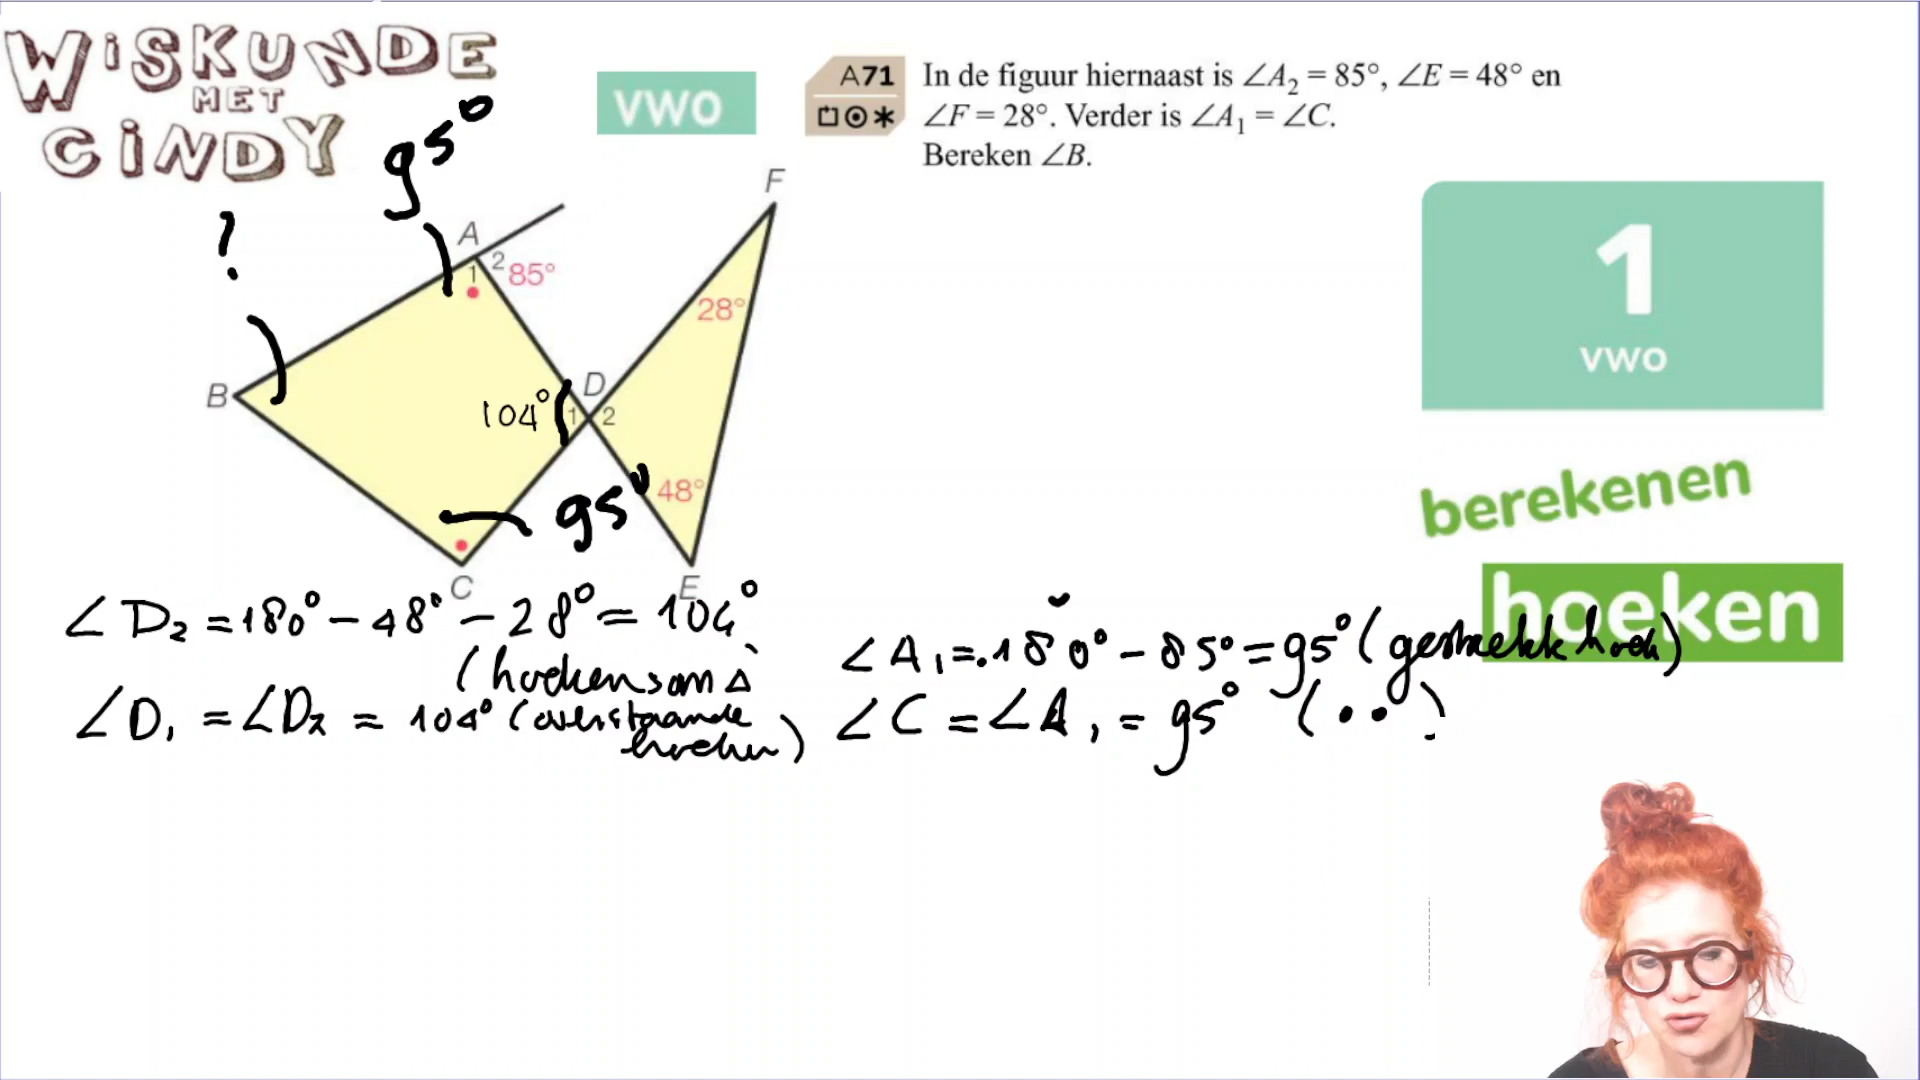 WISKUNDE
MET
CINDY
vwo
A71
In de figuur hiernaast is ∠A₂ = 85°, ∠E = 48° en
∠F = 28°. Verder is ∠A₁ = ∠C.
Bereken ∠B.
95°
?
F
A
1
2
85°
28°
B
D
104°
1
2
95°
48°
C
E
1
vwo
berekenen
hoeken
∠D₂ = 180° − 48° − 28° = 104°
(hoekensom Δ
∠D₁ = ∠D₂ = 104° (overstaande
hoeken)
∠A₁ = 180° − 85° = 95° (gestrekte hoek)
∠C = ∠A₁ = 95° (• •)